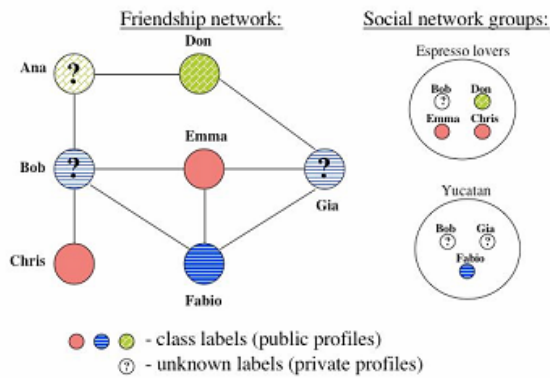 Friendship network:
Social network groups:
Don
Espresso lovers
Ana
?
Bob
Don
?
Emma
Chris
Emma
Bob
?
?
Yucatan
Gia
Bob
Gia
?
?
Chris
Fabio
Fabio
- class labels (public profiles)
? - unknown labels (private profiles)